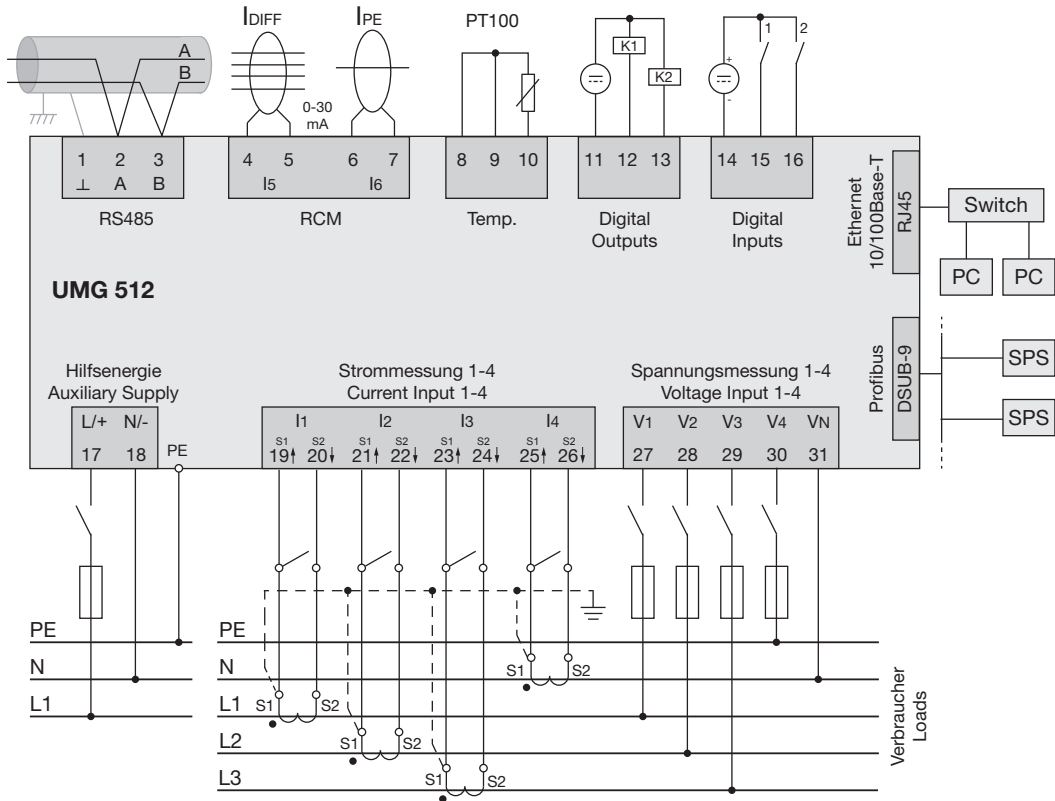 IDIFF IPE PT100
A
B
0-30
mA
K1
K2
+
-
1 2
1 2 3
⊥ A B
RS485
4 5 6 7
I5 I6
RCM
8 9 10
Temp.
11 12 13
Digital
Outputs
14 15 16
Digital
Inputs
Ethernet
10/100Base-T
RJ45
Switch
PC PC
UMG 512
Profibus
DSUB-9
SPS
SPS
Hilfsenergie
Auxiliary Supply
L/+ N/-
17 18
PE
Strommessung 1-4
Current Input 1-4
I1 I2 I3 I4
S1 S2 S1 S2 S1 S2 S1 S2
19 20 21 22 23 24 25 26
Spannungsmessung 1-4
Voltage Input 1-4
V1 V2 V3 V4 VN
27 28 29 30 31
PE PE
N N
S1 S2
L1 L1
S1 S2
L2
S1 S2
L3
S1 S2
Verbraucher
Loads